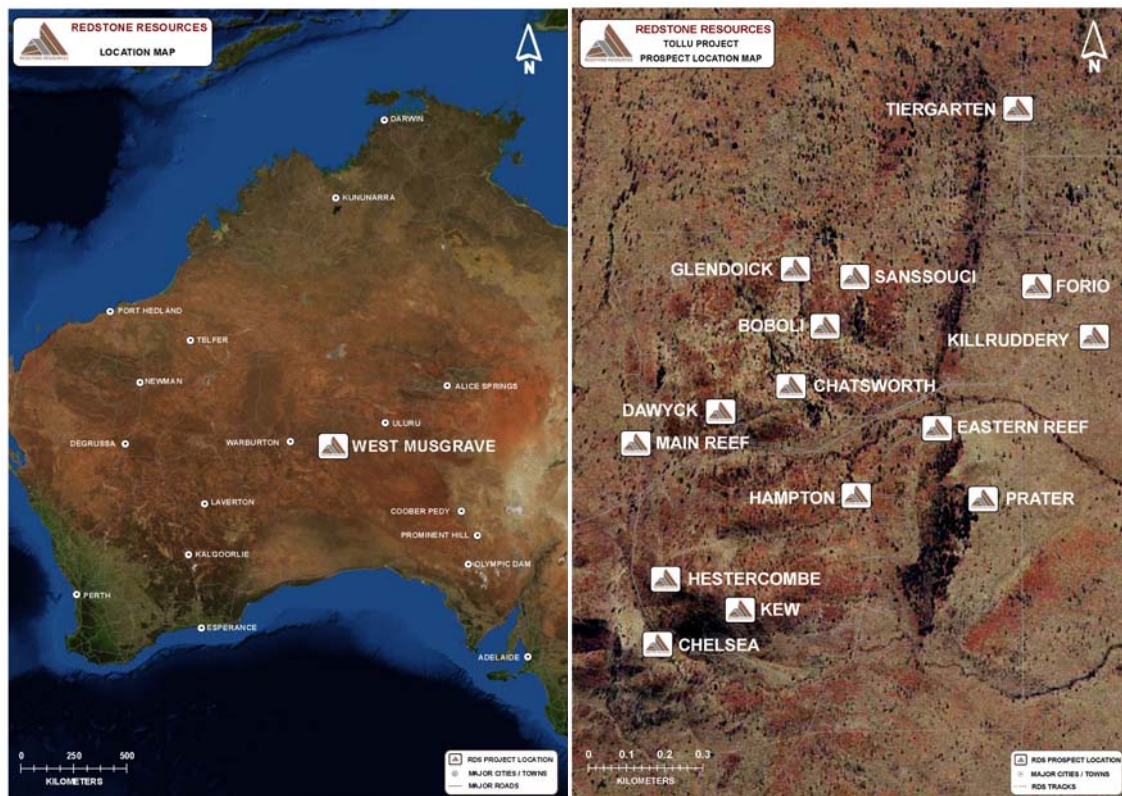 REDSTONE RESOURCES
LOCATION MAP
N
DARWIN
KUNUNARRA
PORT HEDLAND
TELFER
NEWMAN
ALICE SPRINGS
ULURU
DEGRUSSA
WARBURTON
WEST MUSGRAVE
LAVERTON
COOBER PEDY
PROMINENT HILL
KALGOORLIE
OLYMPIC DAM
PERTH
ESPERANCE
ADELAIDE
0 250 500
KILOMETERS
RDS PROJECT LOCATION
MAJOR CITIES / TOWNS
MAJOR ROADS
REDSTONE RESOURCES
TOLLU PROJECT
PROSPECT LOCATION MAP
N
TIERGARTEN
GLENDOICK
SANSSOUCI
FORIO
BOBOLI
KILLRUDDERY
CHATSWORTH
DAWYCK
EASTERN REEF
MAIN REEF
HAMPTON
PRATER
HESTERCOMBE
KEW
CHELSEA
0 0.1 0.2 0.3
KILOMETERS
RDS PROSPECT LOCATION
MAJOR CITIES / TOWNS
RDS TRACKS